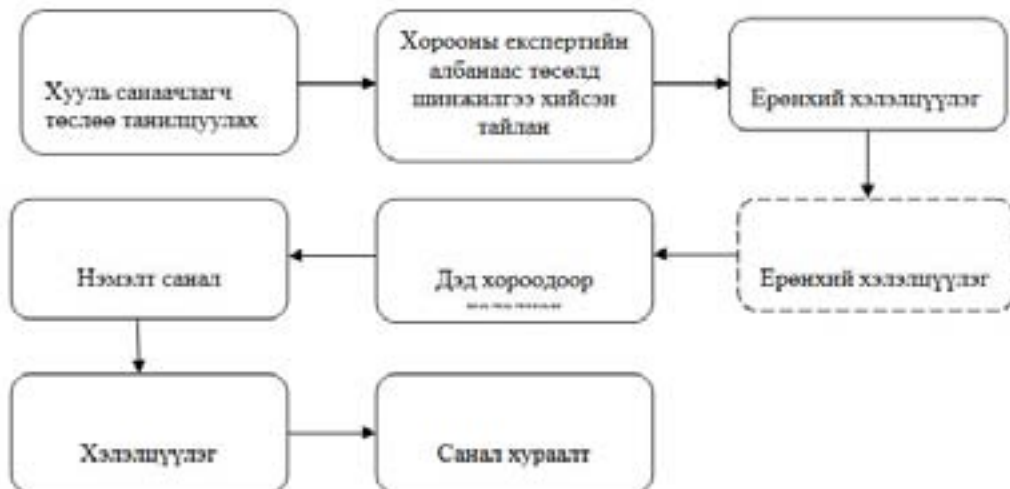 Хууль санаачлагч
төслөө танилцуулах
Хорооны експертийн
албанаас төсөлд
шинжилгээ хийсэн
тайлан
Ерөнхий хэлэлцүүлэг
Ерөнхий хэлэлцүүлэг
Дэд хороодоор
Нэмэлт санал
Хэлэлцүүлэг
Санал хураалт